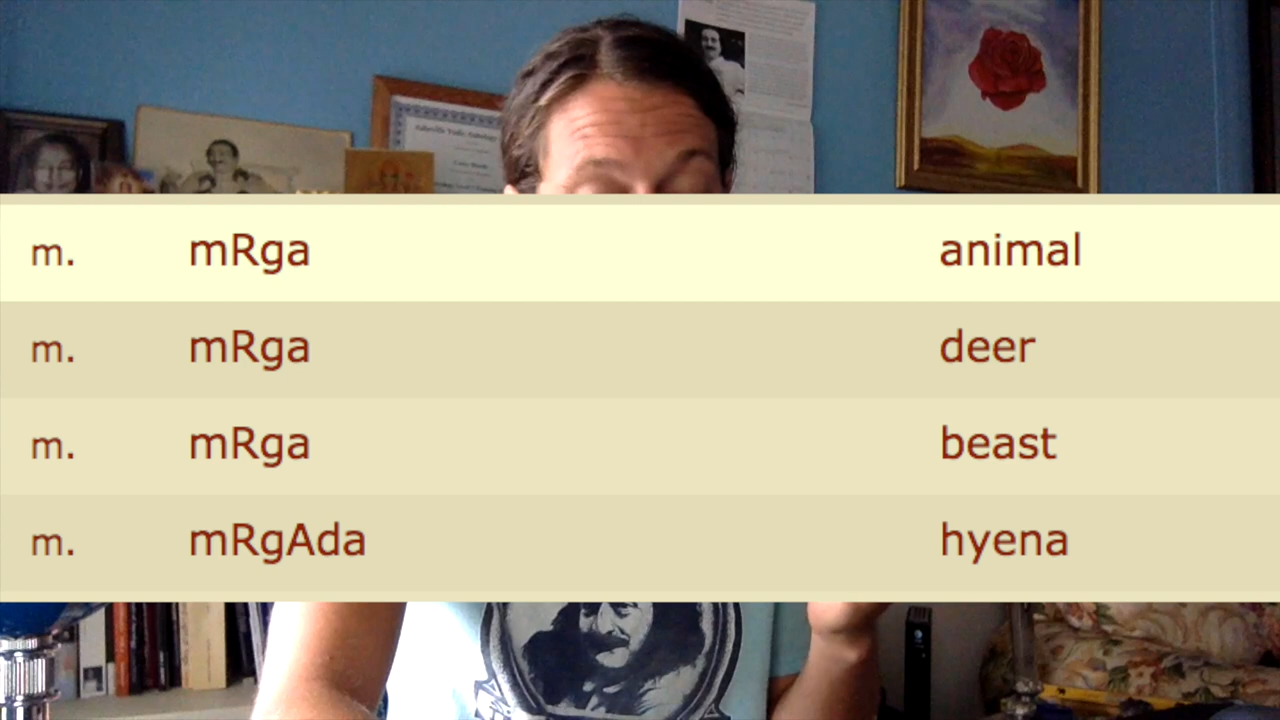 m. mRga animal
m. mRga deer
m. mRga beast
m. mRgAda hyena